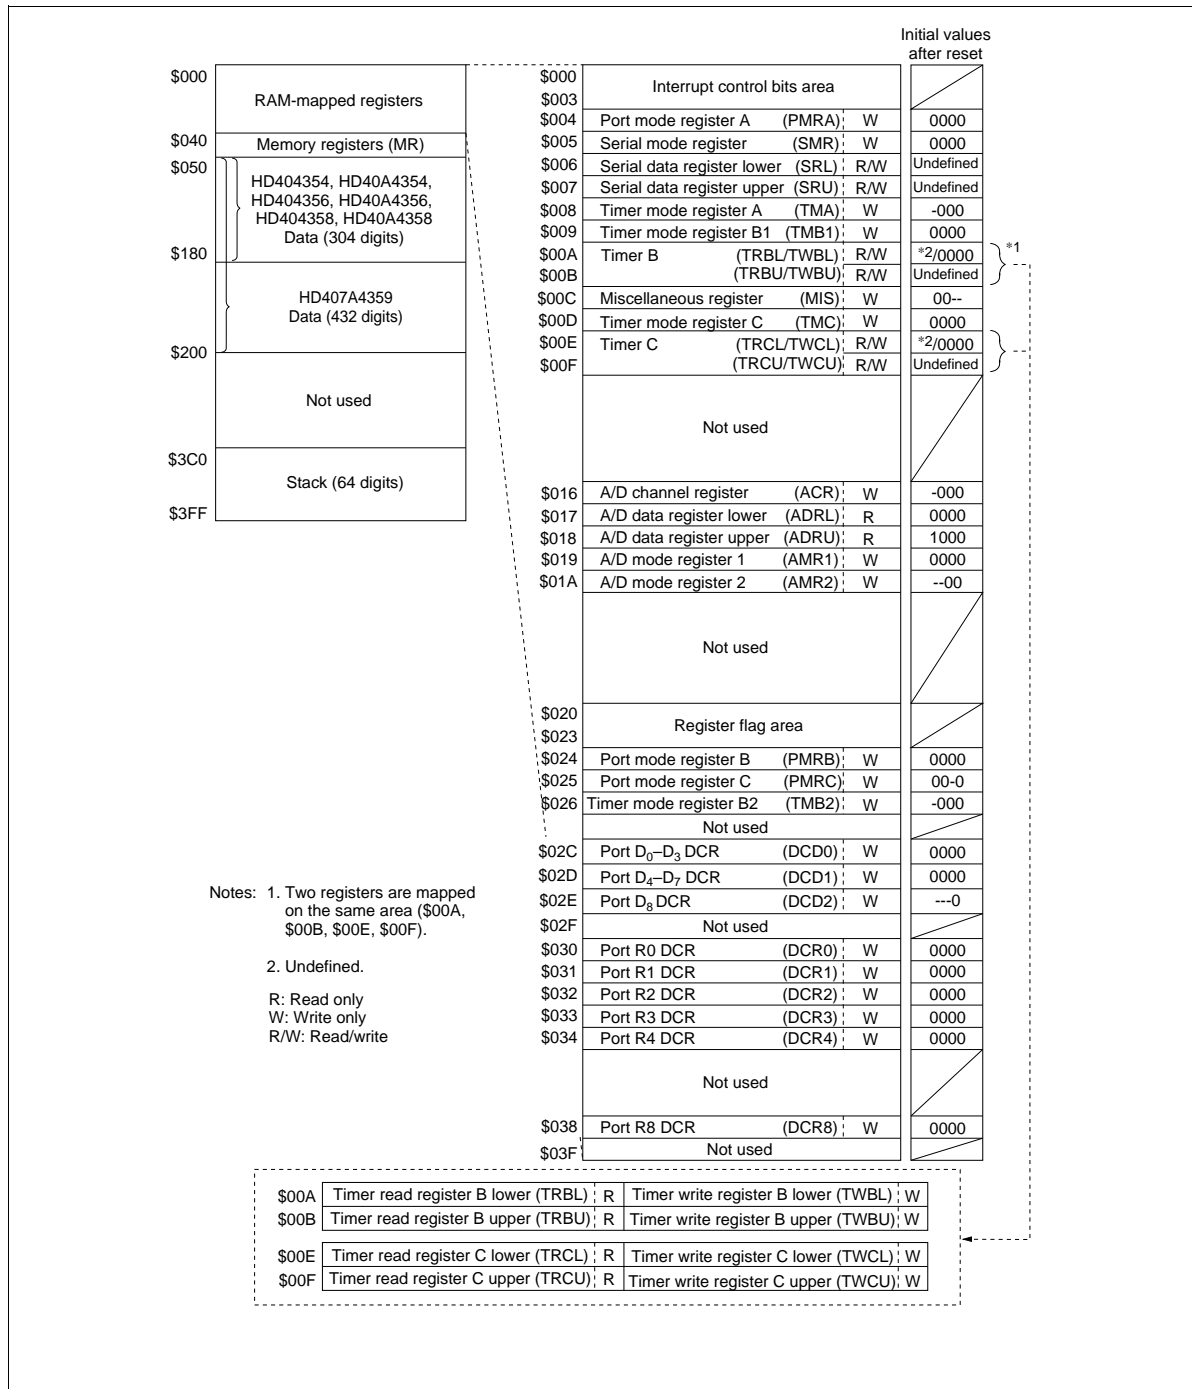 Initial values
after reset
$000
RAM-mapped registers
$040
Memory registers (MR)
$050
HD404354, HD40A4354,
HD404356, HD40A4356,
HD404358, HD40A4358
Data (304 digits)
$180
HD407A4359
Data (432 digits)
$200
Not used
$3C0
Stack (64 digits)
$3FF
$000
$003
Interrupt control bits area
$004 Port mode register A (PMRA) W 0000
$005 Serial mode register (SMR) W 0000
$006 Serial data register lower (SRL) R/W Undefined
$007 Serial data register upper (SRU) R/W Undefined
$008 Timer mode register A (TMA) W -000
$009 Timer mode register B1 (TMB1) W 0000
$00A Timer B (TRBL/TWBL) R/W *2/0000 *1
$00B (TRBU/TWBU) R/W Undefined
$00C Miscellaneous register (MIS) W 00--
$00D Timer mode register C (TMC) W 0000
$00E Timer C (TRCL/TWCL) R/W *2/0000
$00F (TRCU/TWCU) R/W Undefined
Not used
$016 A/D channel register (ACR) W -000
$017 A/D data register lower (ADRL) R 0000
$018 A/D data register upper (ADRU) R 1000
$019 A/D mode register 1 (AMR1) W 0000
$01A A/D mode register 2 (AMR2) W --00
Not used
$020
$023
Register flag area
$024 Port mode register B (PMRB) W 0000
$025 Port mode register C (PMRC) W 00-0
$026 Timer mode register B2 (TMB2) W -000
Not used
$02C Port D0–D3 DCR (DCD0) W 0000
$02D Port D4–D7 DCR (DCD1) W 0000
$02E Port D8 DCR (DCD2) W ---0
$02F Not used
$030 Port R0 DCR (DCR0) W 0000
$031 Port R1 DCR (DCR1) W 0000
$032 Port R2 DCR (DCR2) W 0000
$033 Port R3 DCR (DCR3) W 0000
$034 Port R4 DCR (DCR4) W 0000
Not used
$038 Port R8 DCR (DCR8) W 0000
$03F Not used
Notes: 1. Two registers are mapped
on the same area ($00A,
$00B, $00E, $00F).
2. Undefined.
R: Read only
W: Write only
R/W: Read/write
$00A Timer read register B lower (TRBL) R Timer write register B lower (TWBL) W
$00B Timer read register B upper (TRBU) R Timer write register B upper (TWBU) W
$00E Timer read register C lower (TRCL) R Timer write register C lower (TWCL) W
$00F Timer read register C upper (TRCU) R Timer write register C upper (TWCU) W